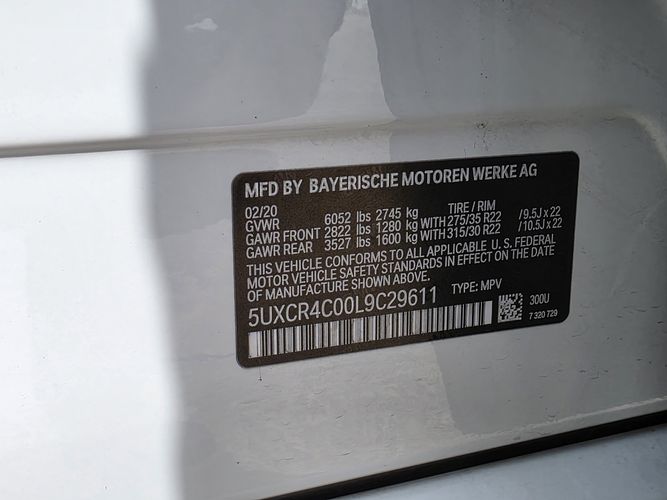 MFD BY BAYERISCHE MOTOREN WERKE AG
02/20 TIRE / RIM
GVWR 6052 lbs 2745 kg
GAWR FRONT 2822 lbs 1280 kg WITH 275/35 R22 /9.5J x 22
GAWR REAR 3527 lbs 1600 kg WITH 315/30 R22 /10.5J x 22
THIS VEHICLE CONFORMS TO ALL APPLICABLE U. S. FEDERAL
MOTOR VEHICLE SAFETY STANDARDS IN EFFECT ON THE DATE
OF MANUFACTURE SHOWN ABOVE.
5UXCR4C00L9C29611 TYPE: MPV
300U
7 320 729